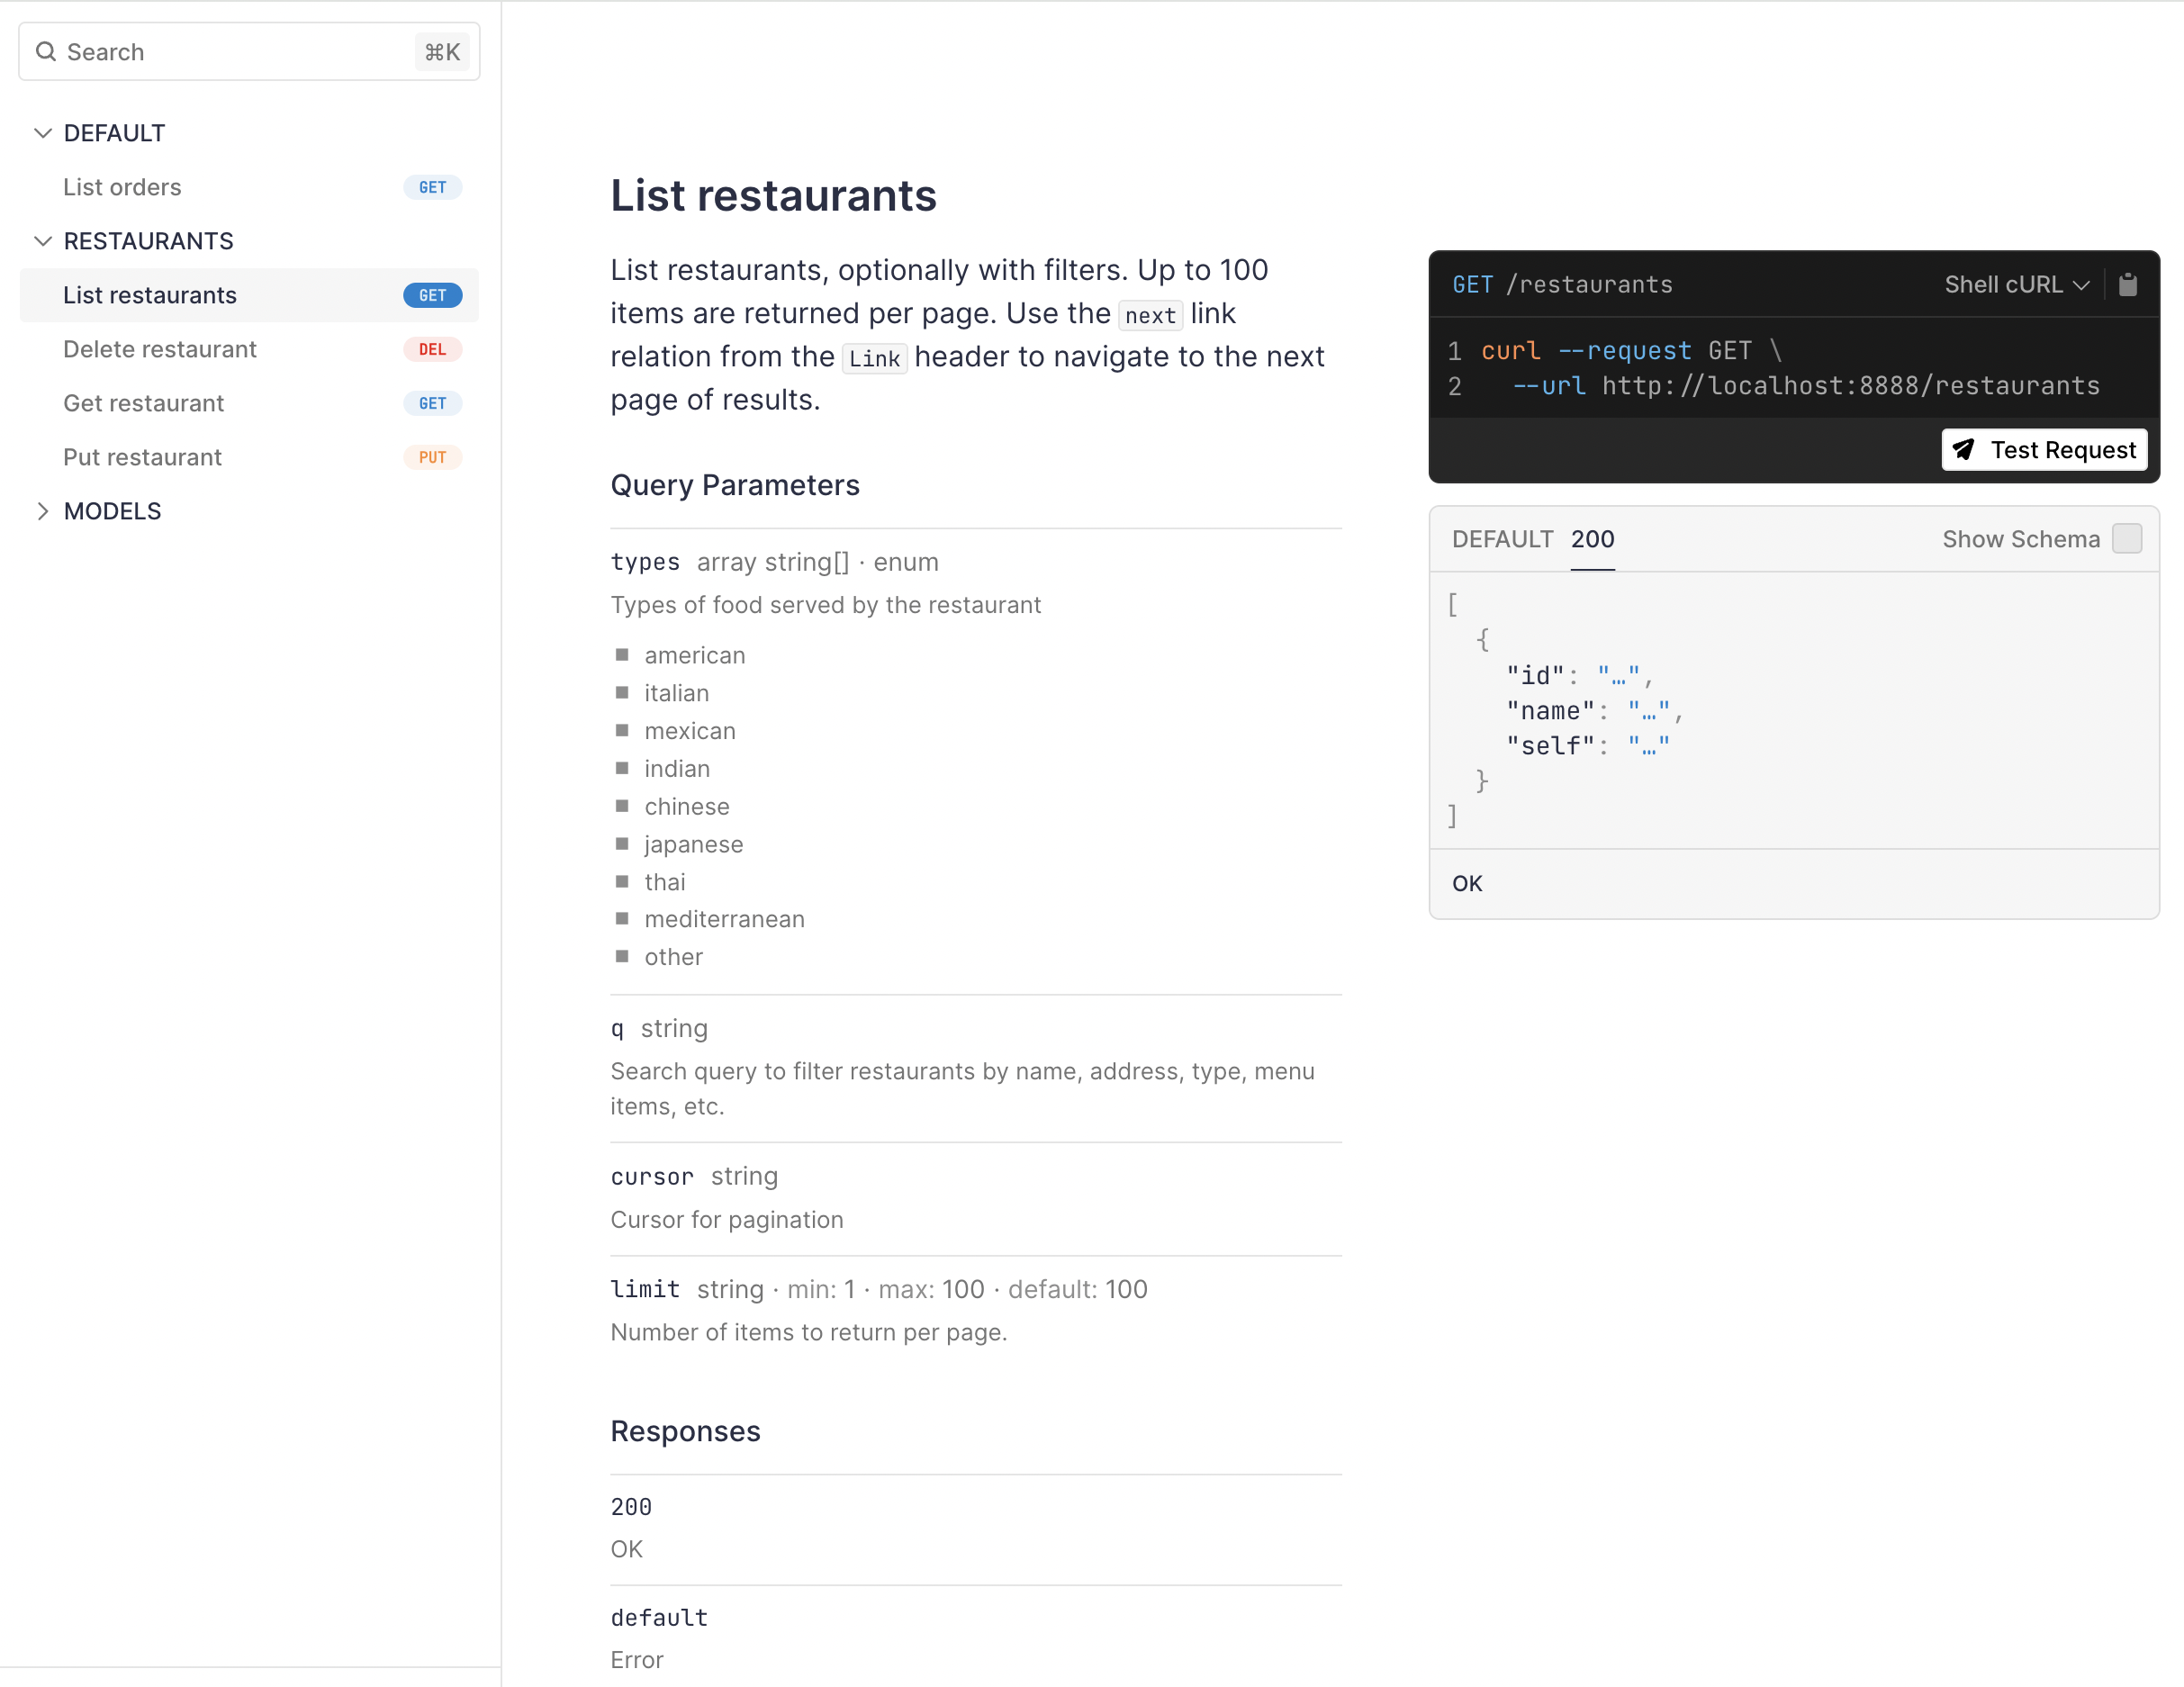 Search ⌘K
DEFAULT
List orders GET
RESTAURANTS
List restaurants GET
Delete restaurant DEL
Get restaurant GET
Put restaurant PUT
MODELS
List restaurants
List restaurants, optionally with filters. Up to 100
items are returned per page. Use the next link
relation from the Link header to navigate to the next
page of results.
Query Parameters
types array string[] · enum
Types of food served by the restaurant
american
italian
mexican
indian
chinese
japanese
thai
mediterranean
other
q string
Search query to filter restaurants by name, address, type, menu
items, etc.
cursor string
Cursor for pagination
limit string · min: 1 · max: 100 · default: 100
Number of items to return per page.
Responses
200
OK
default
Error
GET /restaurants Shell cURL
1 curl --request GET \
2 --url http://localhost:8888/restaurants
Test Request
DEFAULT 200 Show Schema
[
{
"id": "…",
"name": "…",
"self": "…"
}
]
OK